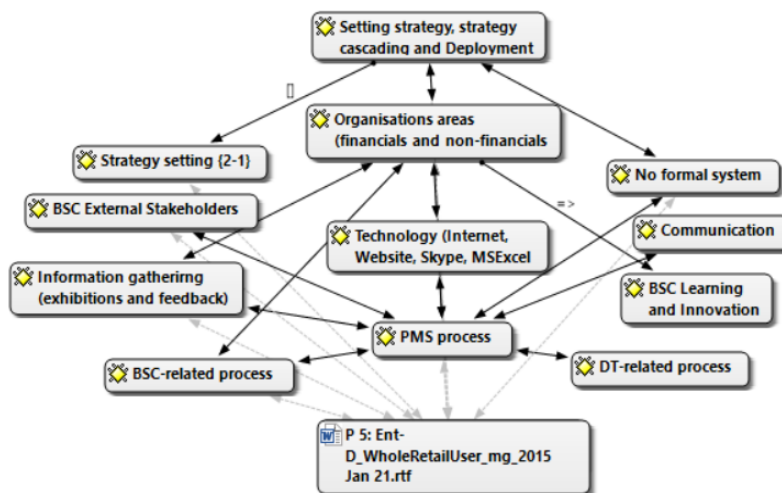 Setting strategy, strategy
cascading and Deployment
[]
Organisations areas
(financials and non-financials
Strategy setting {2-1}
No formal system
BSC External Stakeholders
=>
Communication
Technology (Internet,
Website, Skype, MSExcel
Information gatherirng
(exhibitions and feedback)
BSC Learning
and Innovation
PMS process
BSC-related process
DT-related process
P 5: Ent-
D_WholeRetailUser_mg_2015
Jan 21.rtf